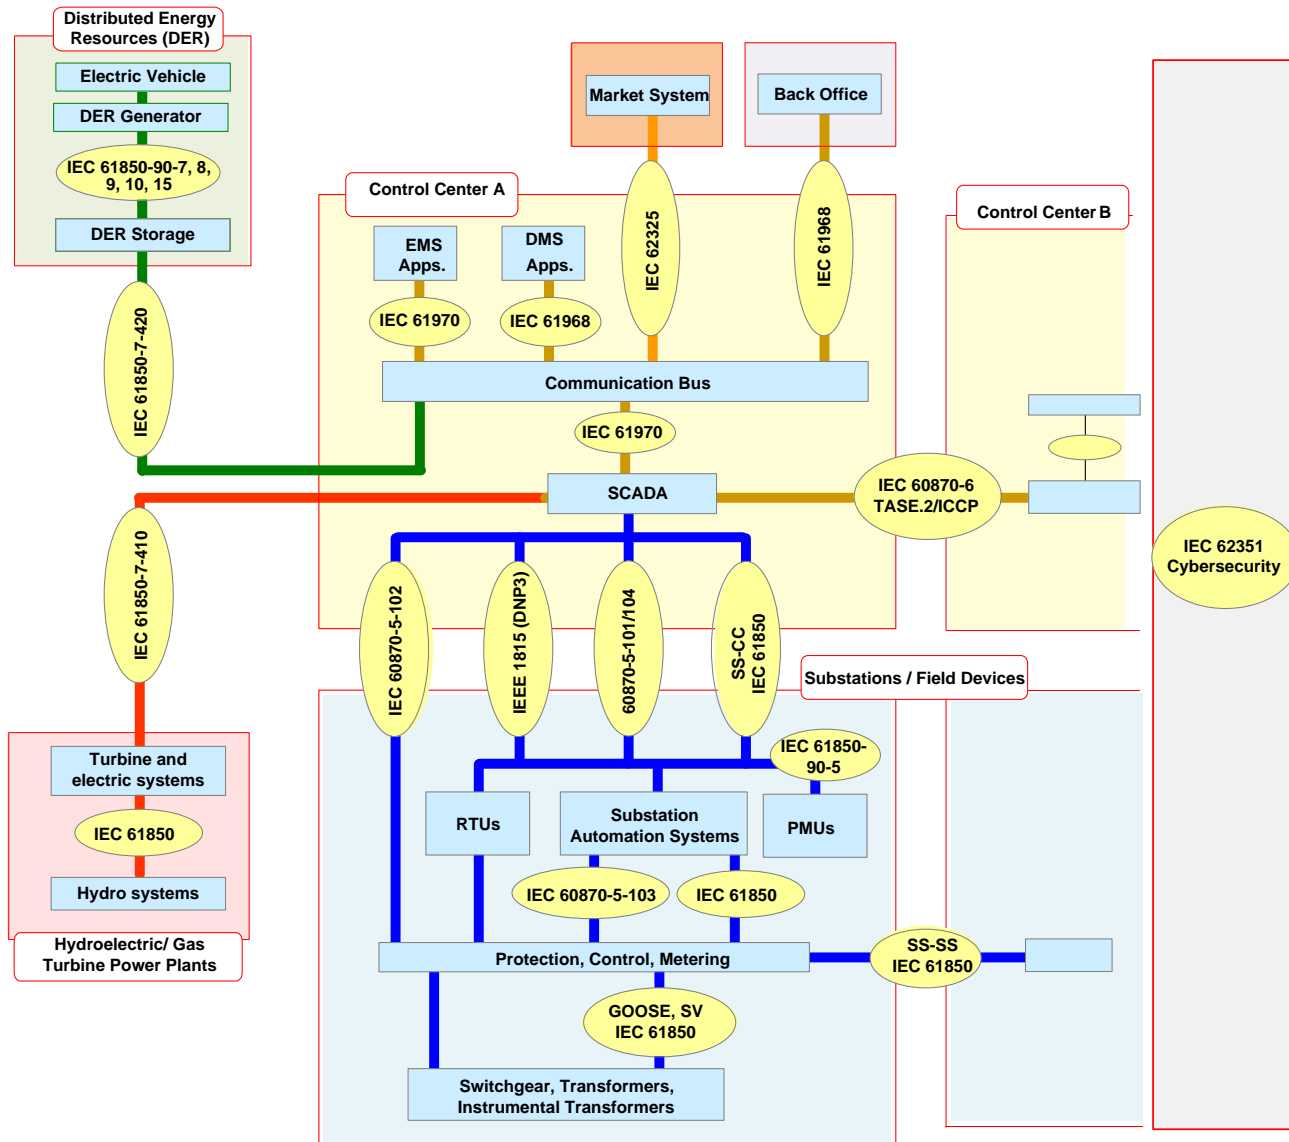 Distributed Energy
Resources (DER)
Electric Vehicle
DER Generator
IEC 61850-90-7, 8,
9, 10, 15
DER Storage
IEC 61850-7-420
Market System
Back Office
Control Center A
EMS
Apps.
DMS
Apps.
IEC 61970
IEC 61968
IEC 62325
IEC 61968
Communication Bus
IEC 61970
SCADA
Control Center B
IEC 60870-6
TASE.2/ICCP
IEC 62351
Cybersecurity
IEC 61850-7-410
IEC 60870-5-102
IEEE 1815 (DNP3)
60870-5-101/104
SS-CC
IEC 61850
Substations / Field Devices
IEC 61850-
90-5
RTUs
Substation
Automation Systems
PMUs
IEC 60870-5-103
IEC 61850
Protection, Control, Metering
SS-SS
IEC 61850
GOOSE, SV
IEC 61850
Switchgear, Transformers,
Instrumental Transformers
Turbine and
electric systems
IEC 61850
Hydro systems
Hydroelectric/ Gas
Turbine Power Plants